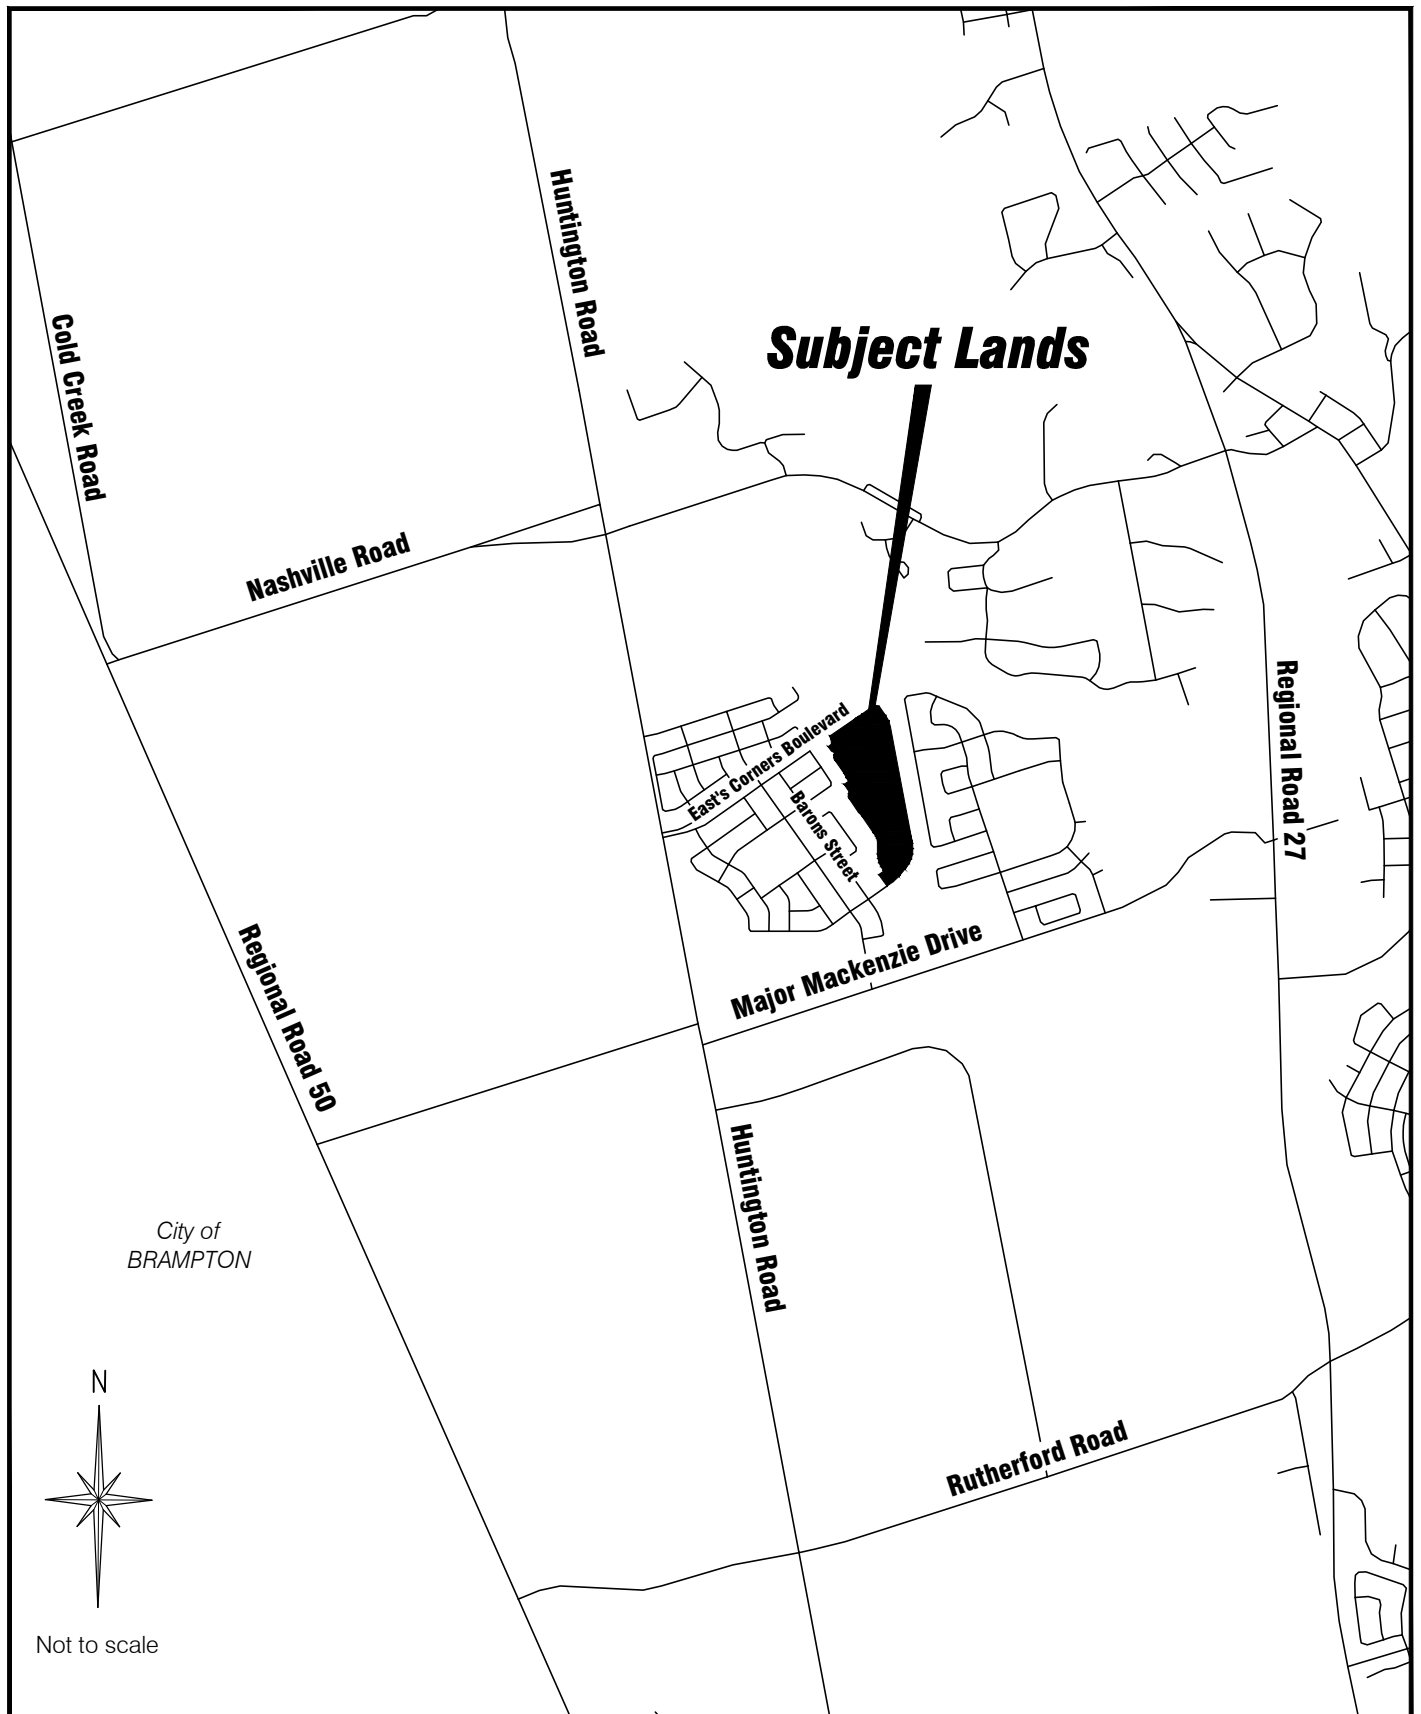 Huntington Road
Cold Creek Road
Subject Lands
Nashville Road
Regional Road 27
East's Corners Boulevard
Barons Street
Regional Road 50
Major Mackenzie Drive
Huntington Road
City of
BRAMPTON
N
Rutherford Road
Not to scale